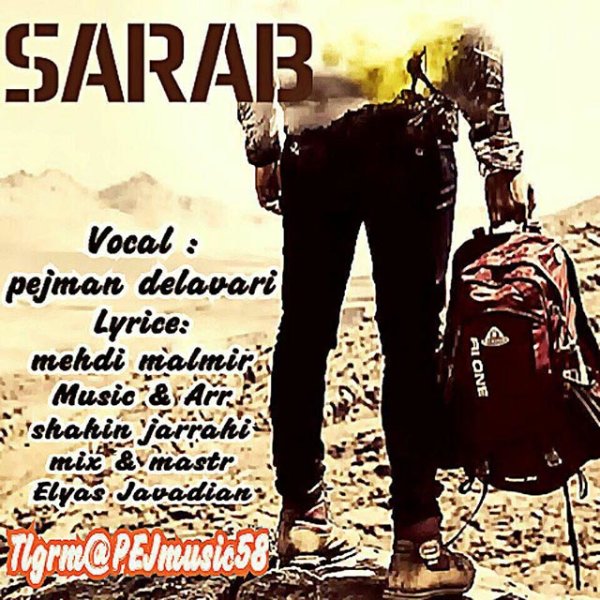 SARAB
Vocal :
pejman delavari
Lyrice:
mehdi malmir
Music & Arr.
shahin jarrahi
mix & mastr
Elyas Javadian
Tlgrm@PEJmusic58